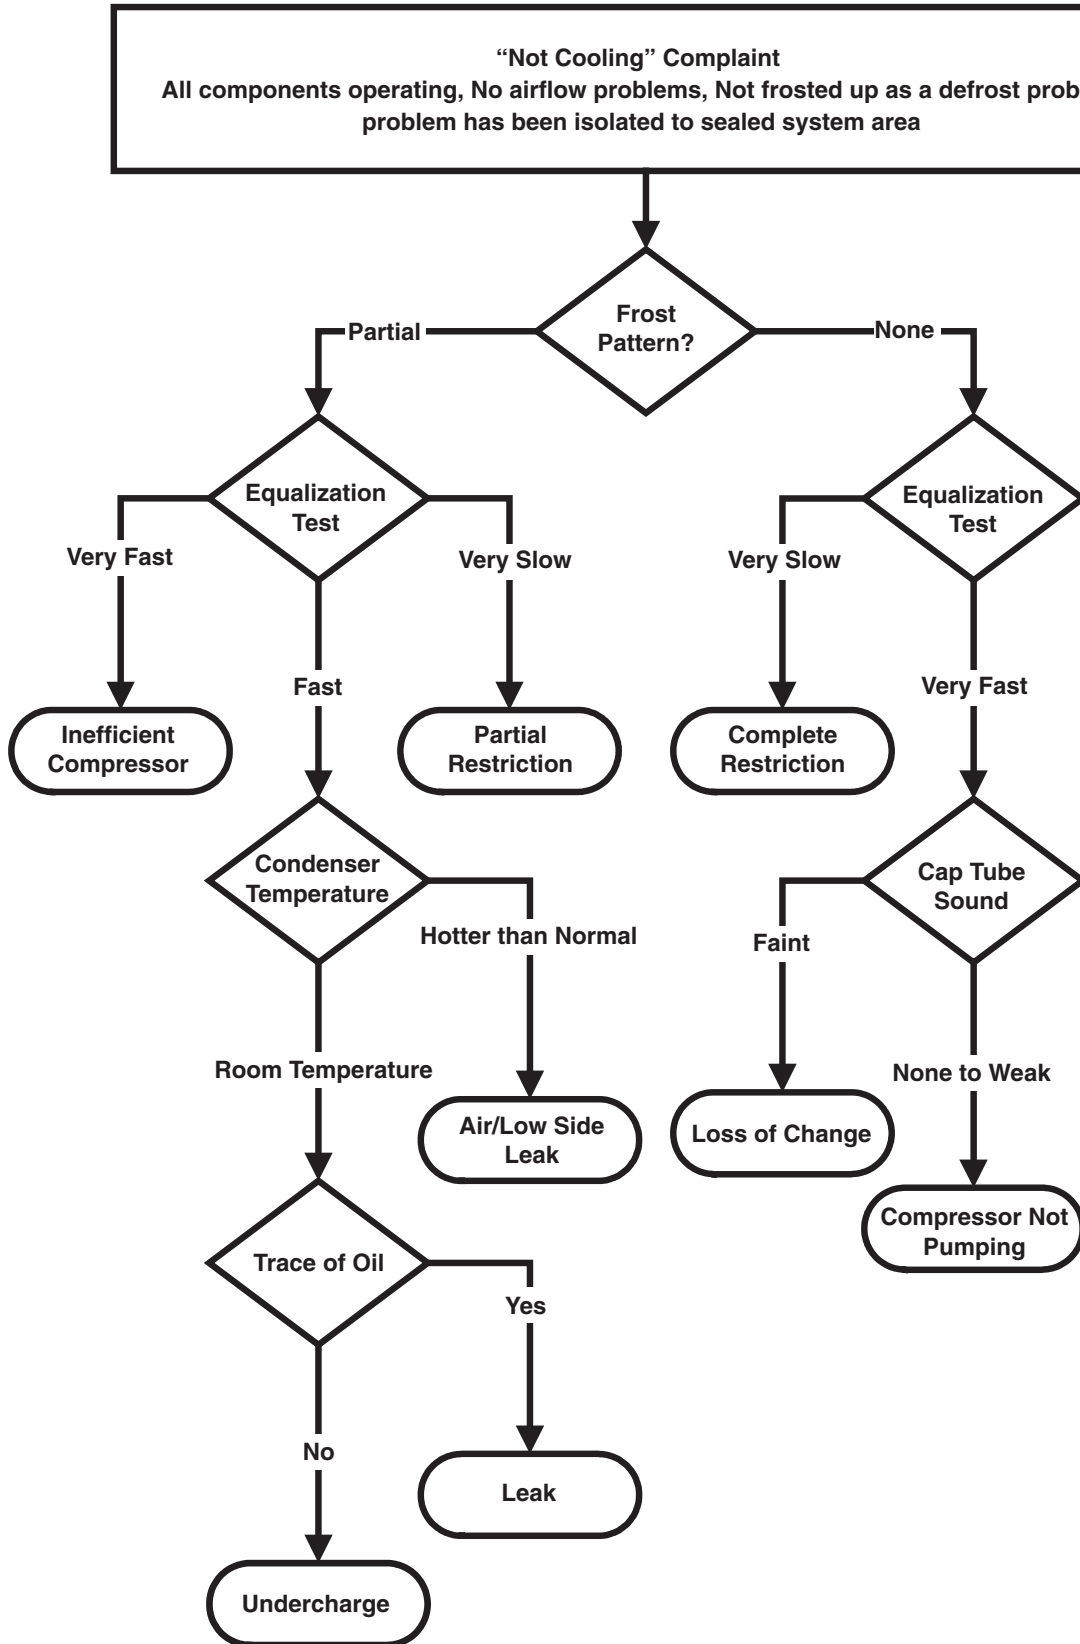 “Not Cooling” Complaint
All components operating, No airflow problems, Not frosted up as a defrost prob
problem has been isolated to sealed system area
Frost
Pattern?
Partial
None
Equalization
Test
Equalization
Test
Very Fast
Very Slow
Very Slow
Fast
Very Fast
Inefficient
Compressor
Partial
Restriction
Complete
Restriction
Condenser
Temperature
Cap Tube
Sound
Hotter than Normal
Faint
Room Temperature
None to Weak
Air/Low Side
Leak
Loss of Change
Compressor Not
Pumping
Trace of Oil
Yes
No
Leak
Undercharge